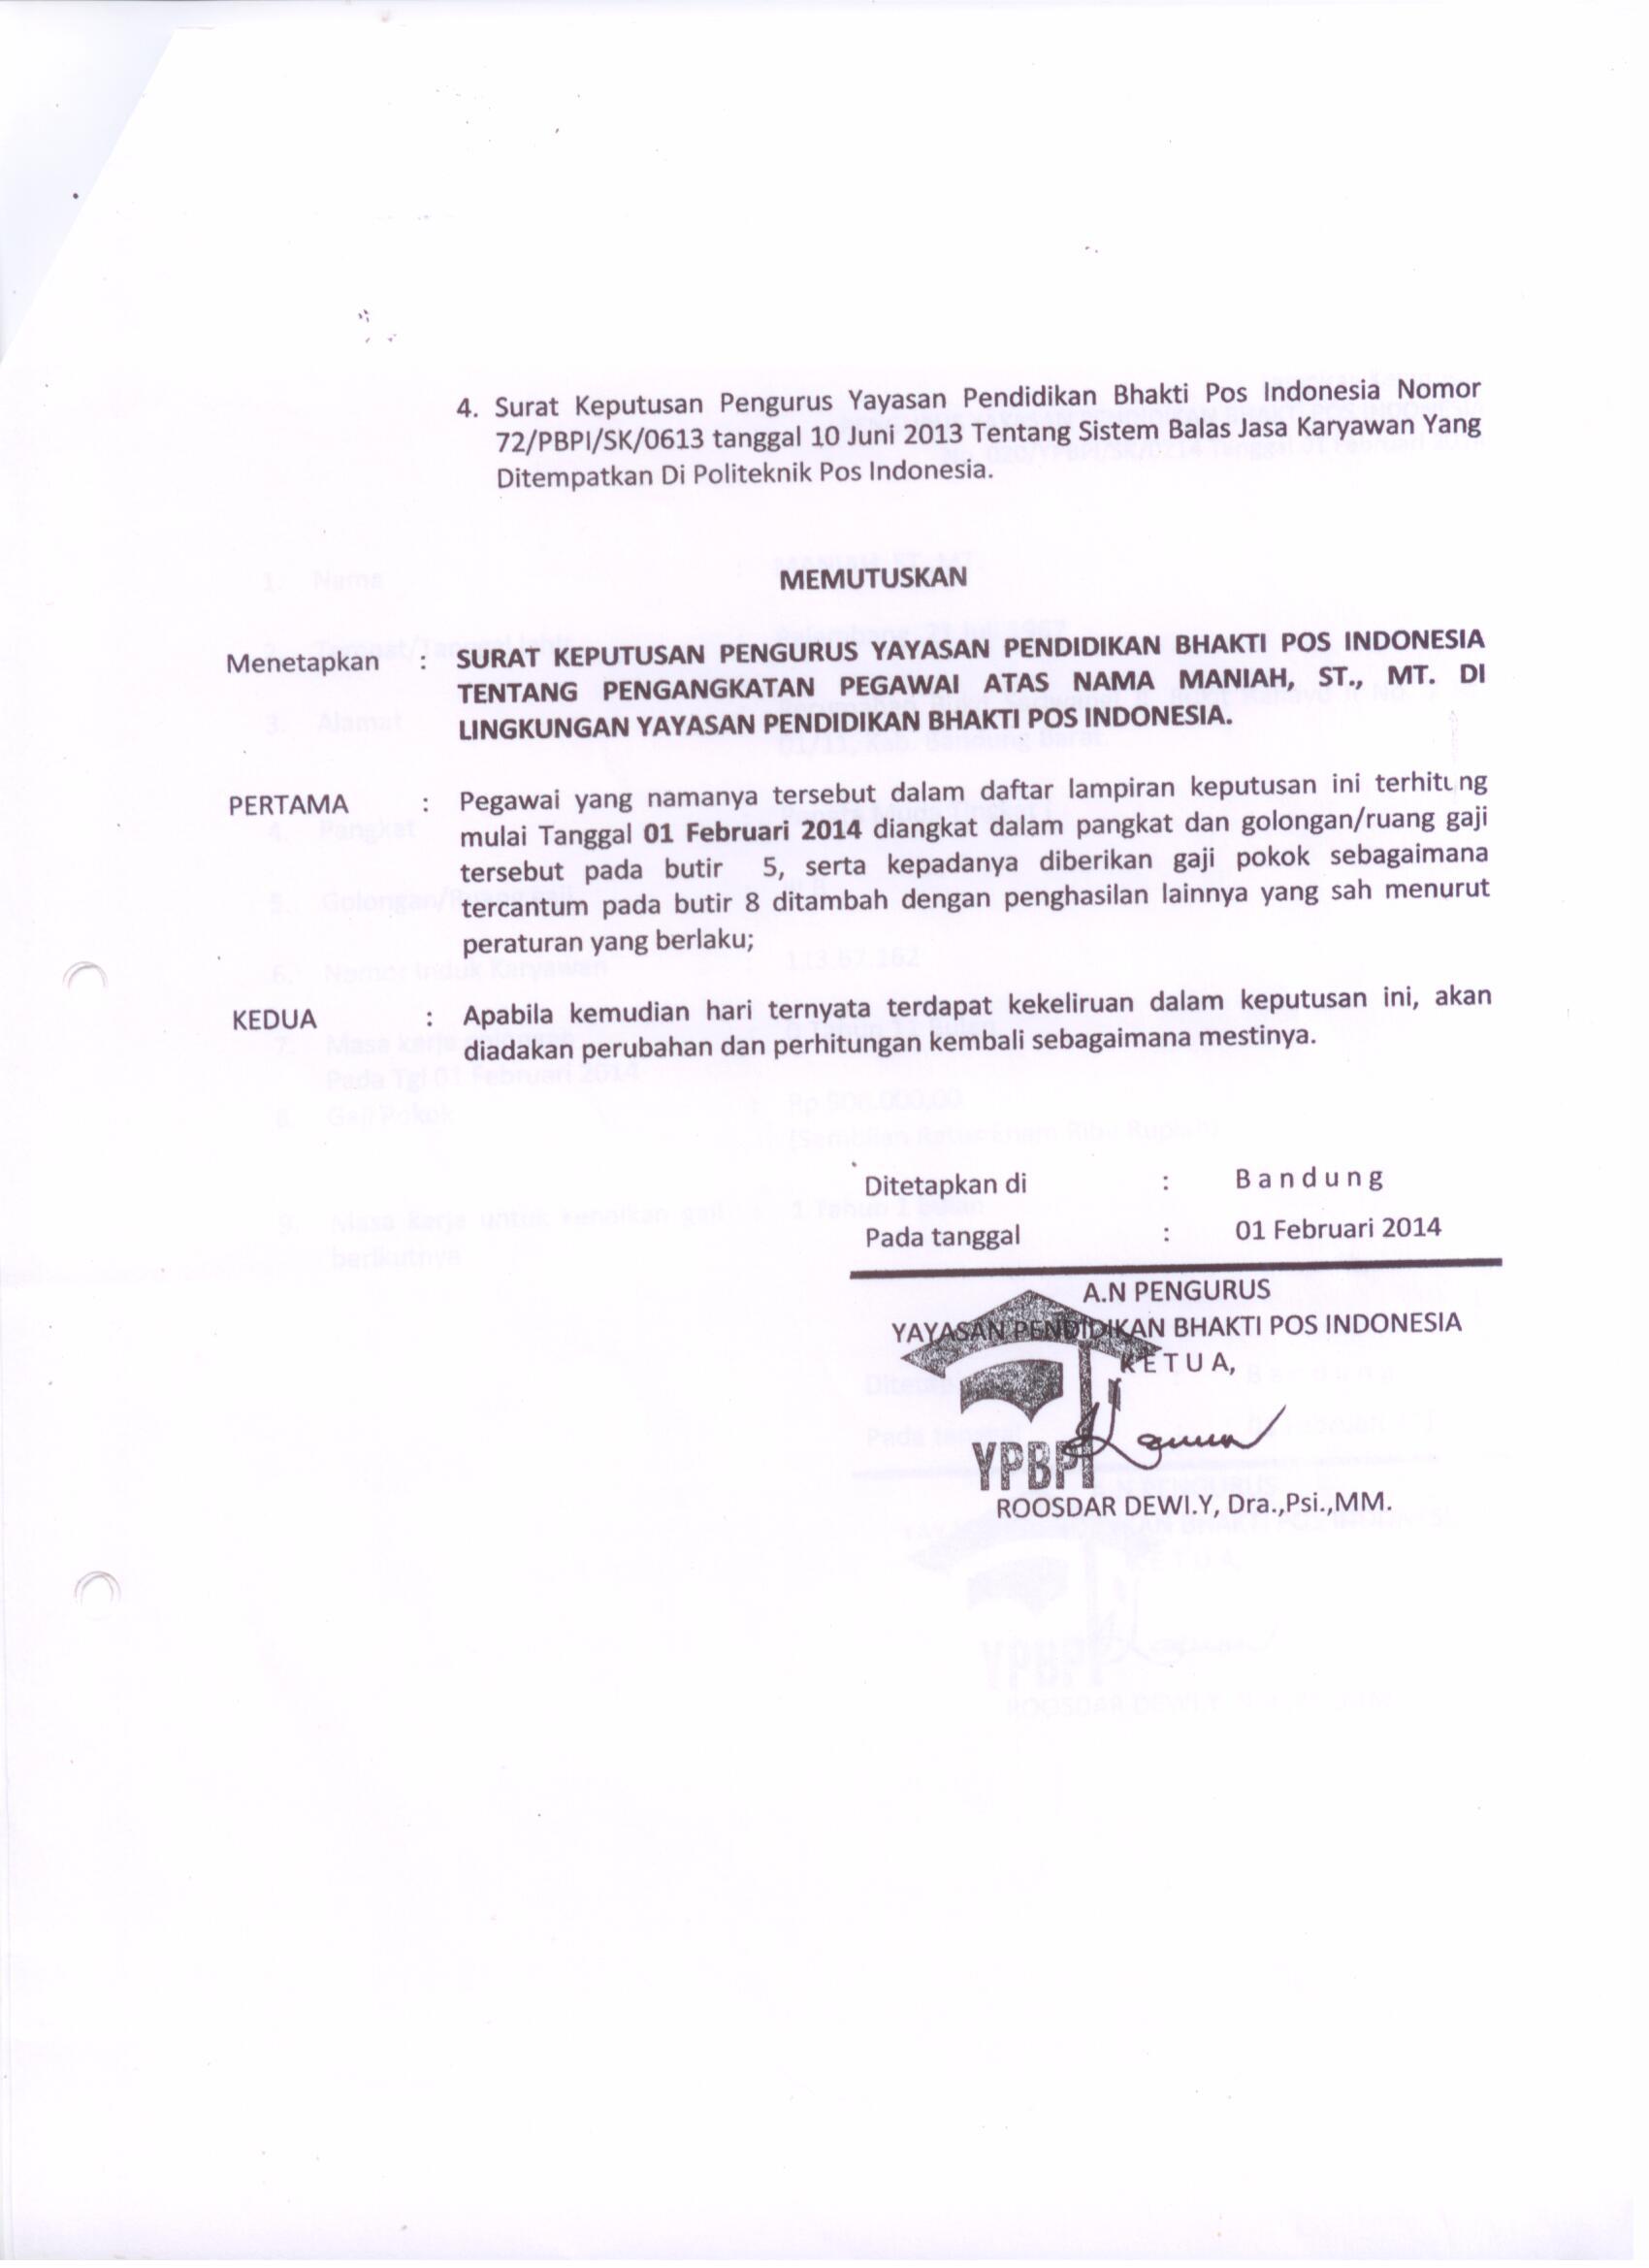 4. Surat Keputusan Pengurus Yayasan Pendidikan Bhakti Pos Indonesia Nomor
72/PBPI/SK/0613 tanggal 10 Juni 2013 Tentang Sistem Balas Jasa Karyawan Yang
Ditempatkan Di Politeknik Pos Indonesia.
MEMUTUSKAN
Menetapkan : SURAT KEPUTUSAN PENGURUS YAYASAN PENDIDIKAN BHAKTI POS INDONESIA
TENTANG PENGANGKATAN PEGAWAI ATAS NAMA MANIAH, ST., MT. DI
LINGKUNGAN YAYASAN PENDIDIKAN BHAKTI POS INDONESIA.
PERTAMA : Pegawai yang namanya tersebut dalam daftar lampiran keputusan ini terhitung
mulai Tanggal 01 Februari 2014 diangkat dalam pangkat dan golongan/ruang gaji
tersebut pada butir 5, serta kepadanya diberikan gaji pokok sebagaimana
tercantum pada butir 8 ditambah dengan penghasilan lainnya yang sah menurut
peraturan yang berlaku;
KEDUA : Apabila kemudian hari ternyata terdapat kekeliruan dalam keputusan ini, akan
diadakan perubahan dan perhitungan kembali sebagaimana mestinya.
Ditetapkan di : B a n d u n g
Pada tanggal : 01 Februari 2014
A.N PENGURUS
YAYASAN PENDIDIKAN BHAKTI POS INDONESIA
K E T U A,
YPBPI
ROOSDAR DEWI.Y, Dra.,Psi.,MM.